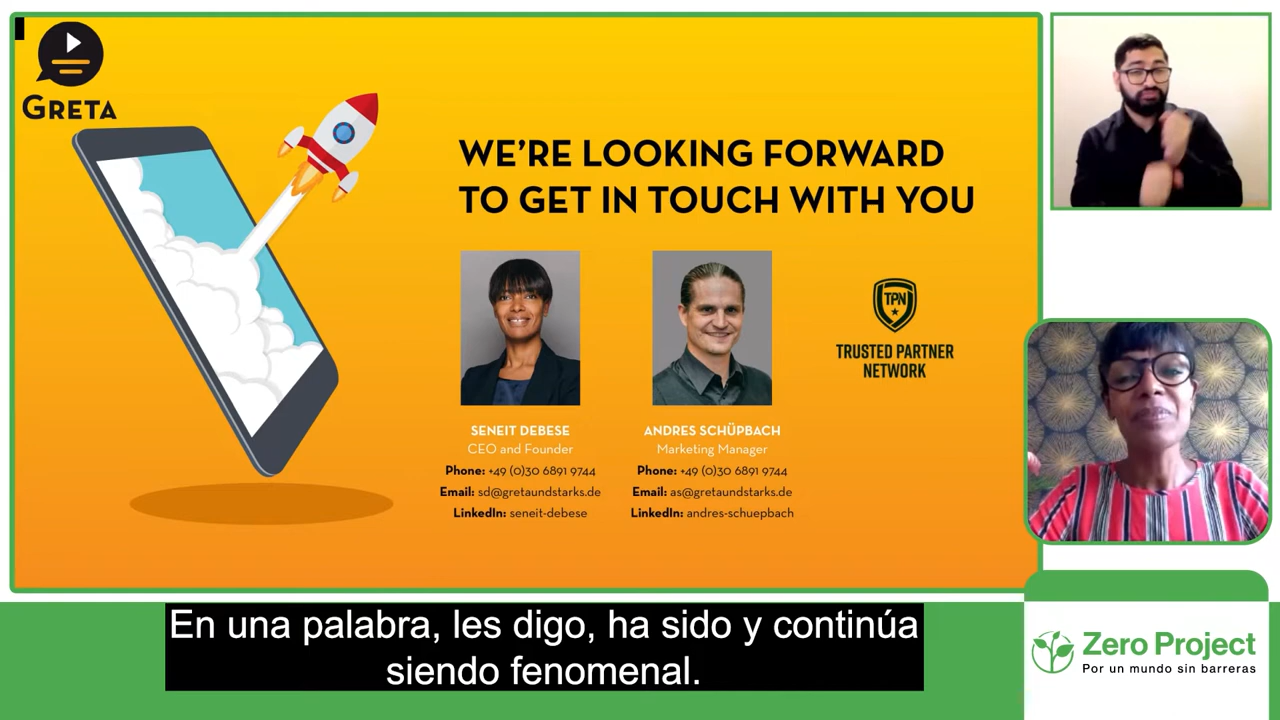 GRETA
WE'RE LOOKING FORWARD
TO GET IN TOUCH WITH YOU
SENEIT DEBESE
CEO and Founder
Phone: +49 (0)30 6891 9744
Email: sd@gretaundstarks.de
LinkedIn: seneit-debese
ANDRES SCHÜPBACH
Marketing Manager
Phone: +49 (0)30 6891 9744
Email: as@gretaundstarks.de
LinkedIn: andres-schuepbach
TPN
TRUSTED PARTNER
NETWORK
En una palabra, les digo, ha sido y continúa
siendo fenomenal.
Zero Project
Por un mundo sin barreras